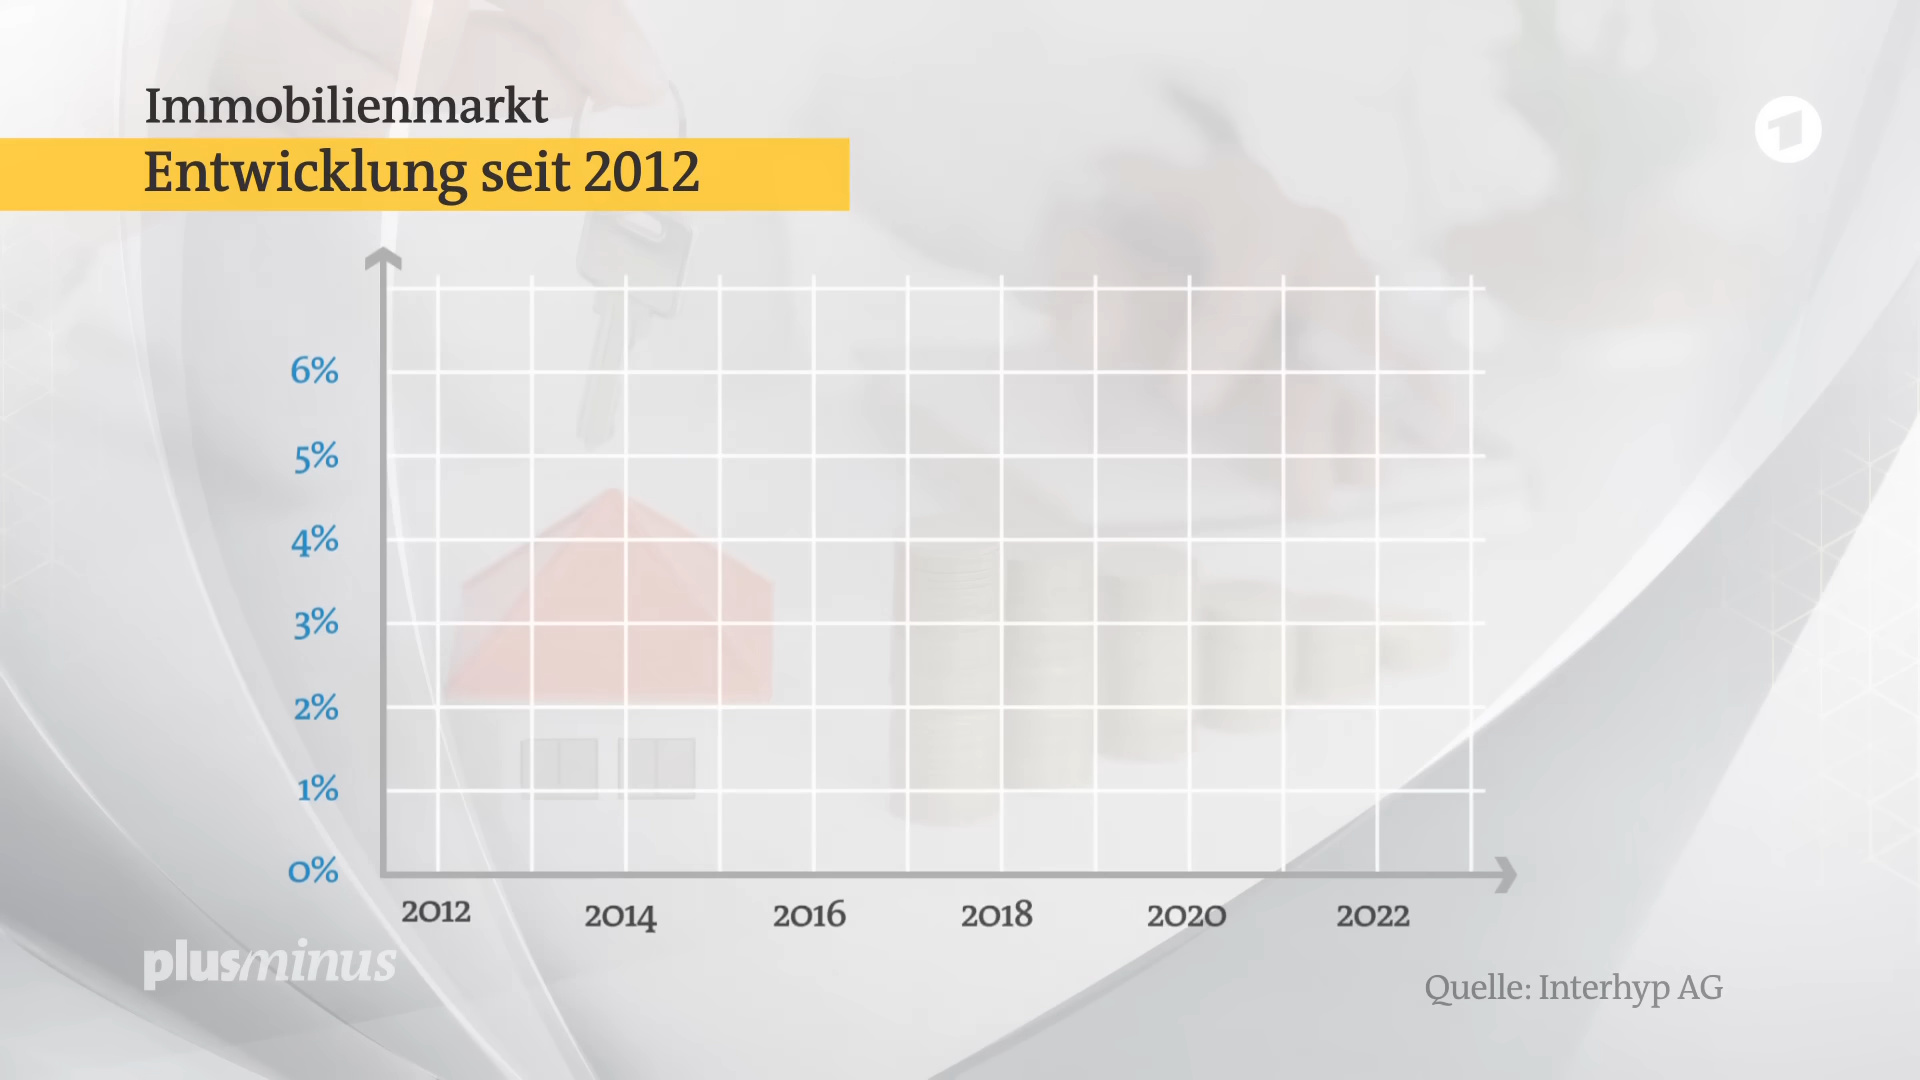 Immobilienmarkt
Entwicklung seit 2012
6%
5%
4%
3%
2%
1%
0%
2012 2014 2016 2018 2020 2022
plusminus
Quelle: Interhyp AG